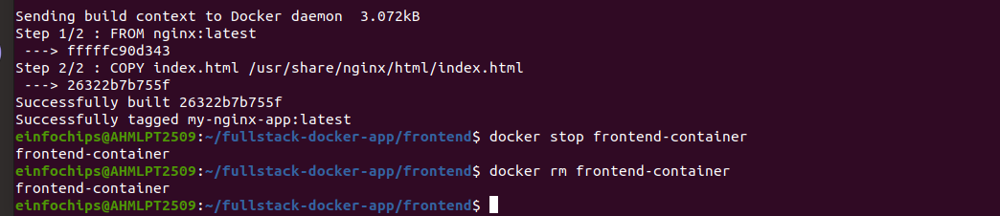 Sending build context to Docker daemon  3.072kB
Step 1/2 : FROM nginx:latest
 ---> fffffc90d343
Step 2/2 : COPY index.html /usr/share/nginx/html/index.html
 ---> 26322b7b755f
Successfully built 26322b7b755f
Successfully tagged my-nginx-app:latest
einfochips@AHMLPT2509:~/fullstack-docker-app/frontend$ docker stop frontend-container
frontend-container
einfochips@AHMLPT2509:~/fullstack-docker-app/frontend$ docker rm frontend-container
frontend-container
einfochips@AHMLPT2509:~/fullstack-docker-app/frontend$